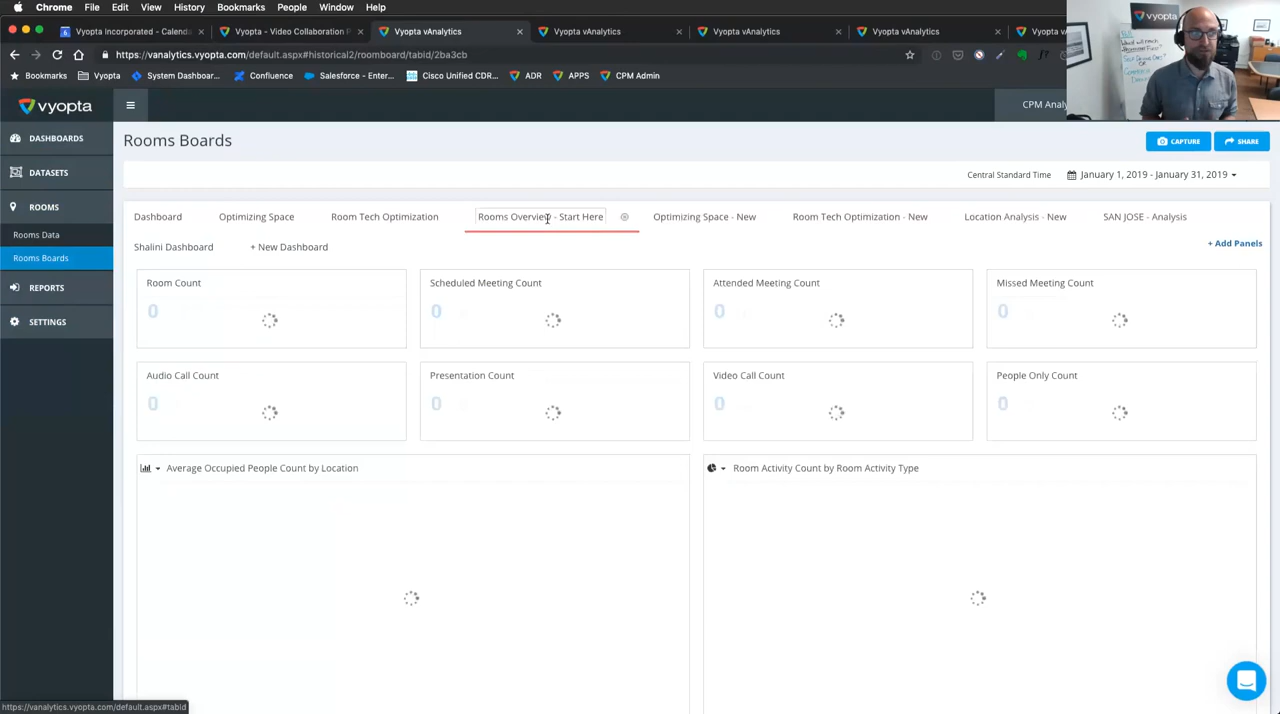 Chrome File Edit View History Bookmarks People Window Help
Vyopta Incorporated - Calend
Vyopta - Video Collaboration P
Vyopta vAnalytics
Vyopta vAnalytics
Vyopta vAnalytics
Vyopta vAnalytics
https://vanalytics.vyopta.com/default.aspx#historical2/roomboard/tabid/2ba3cb
Bookmarks Vyopta System Dashboar... Confluence Salesforce - Enter... Cisco Unified CDR... ADR APPS CPM Admin
vyopta
CPM Analy
vyopta
DASHBOARDS
DATASETS
ROOMS
Rooms Data
Rooms Boards
REPORTS
SETTINGS
Rooms Boards
CAPTURE SHARE
Central Standard Time January 1, 2019 - January 31, 2019
Dashboard Optimizing Space Room Tech Optimization Rooms Overview - Start Here Optimizing Space - New Room Tech Optimization - New Location Analysis - New SAN JOSE - Analysis
Shalini Dashboard + New Dashboard
+ Add Panels
Room Count Scheduled Meeting Count Attended Meeting Count Missed Meeting Count
0 0 0 0
Audio Call Count Presentation Count Video Call Count People Only Count
0 0 0 0
Average Occupied People Count by Location Room Activity Count by Room Activity Type
https://vanalytics.vyopta.com/default.aspx#tabId